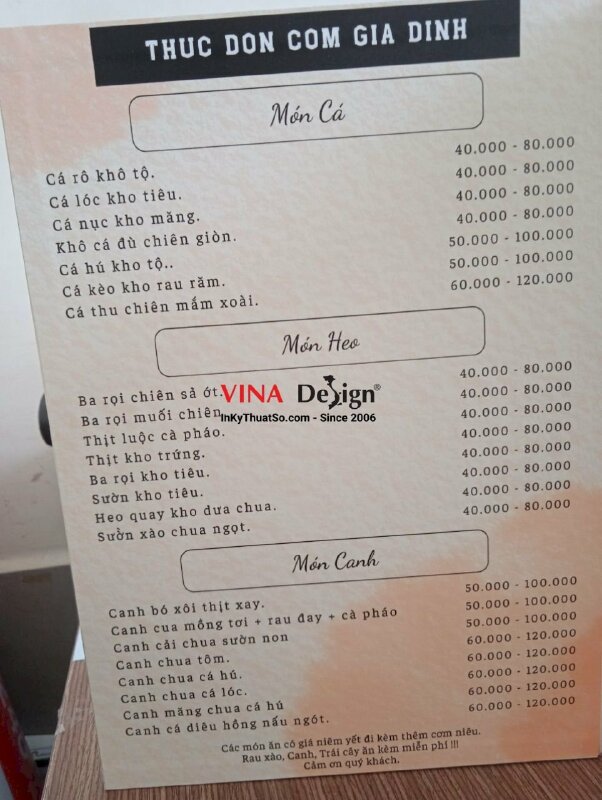 THUC DON COM GIA DINH
Món Cá
Cá rô khô tộ. 40.000 - 80.000
Cá lóc kho tiêu. 40.000 - 80.000
Cá nục kho măng. 40.000 - 80.000
Khô cá đù chiên giòn. 40.000 - 80.000
Cá hú kho tộ.. 50.000 - 100.000
Cá kèo kho rau răm. 50.000 - 100.000
Cá thu chiên mắm xoài. 60.000 - 120.000
Món Heo
Ba rọi chiên sả ớt. 40.000 - 80.000
Ba rọi muối chiên 40.000 - 80.000
Thịt luộc cà pháo. 40.000 - 80.000
Thịt kho trứng. 40.000 - 80.000
Ba rọi kho tiêu. 40.000 - 80.000
Sườn kho tiêu. 40.000 - 80.000
Heo quay kho dưa chua. 40.000 - 80.000
Sườn xào chua ngọt. 40.000 - 80.000
VINA Design®
InKyThuatSo.com - Since 2006
Món Canh
Canh bó xôi thịt xay. 50.000 - 100.000
Canh cua mồng tơi + rau đay + cà pháo 50.000 - 100.000
Canh cải chua sườn non 50.000 - 100.000
Canh chua tôm. 60.000 - 120.000
Canh chua cá hú. 60.000 - 120.000
Canh chua cá lóc. 60.000 - 120.000
Canh măng chua cá hú 60.000 - 120.000
Canh cá diêu hồng nấu ngót. 60.000 - 120.000
Các món ăn có giá niêm yết đi kèm thêm cơm niêu.
Rau xào, Canh, Trái cây ăn kèm miễn phí !!!
Cảm ơn quý khách.